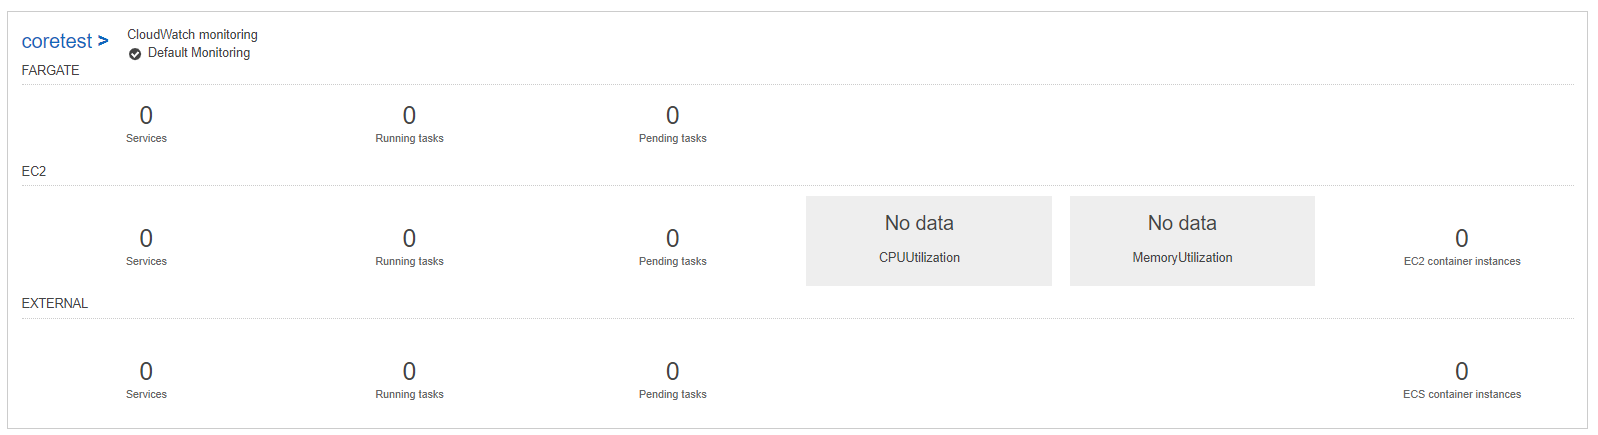 coretest >
CloudWatch monitoring
Default Monitoring
FARGATE
0 0 0
Services Running tasks Pending tasks
EC2
No data No data
0 0 0 CPUUtilization MemoryUtilization 0
Services Running tasks Pending tasks EC2 container instances
EXTERNAL
0 0 0 0
Services Running tasks Pending tasks ECS container instances